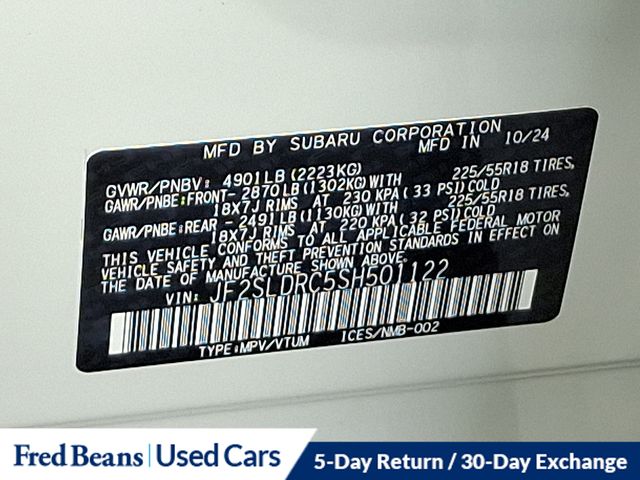 MFD BY SUBARU CORPORATION
MFD IN 10/24
GVWR/PNBV: 4901LB (2223KG)
GAWR/PNBE:FRONT-2870LB(1302KG)WITH 225/55R18 TIRES,
18X7J RIMS AT 230 KPA(33 PSI)COLD
GAWR/PNBE:REAR -2491LB(1130KG)WITH 225/55R18 TIRES,
18X7J RIMS AT 220 KPA(32 PSI)COLD
THIS VEHICLE CONFORMS TO ALL APPLICABLE FEDERAL MOTOR
VEHICLE SAFETY AND THEFT PREVENTION STANDARDS IN EFFECT ON
THE DATE OF MANUFACTURE SHOWN ABOVE.
VIN: JF2SLDRC5SH501122
TYPE:MPV/VTUM ICES/NMB-002
Fred Beans | Used Cars
5-Day Return / 30-Day Exchange